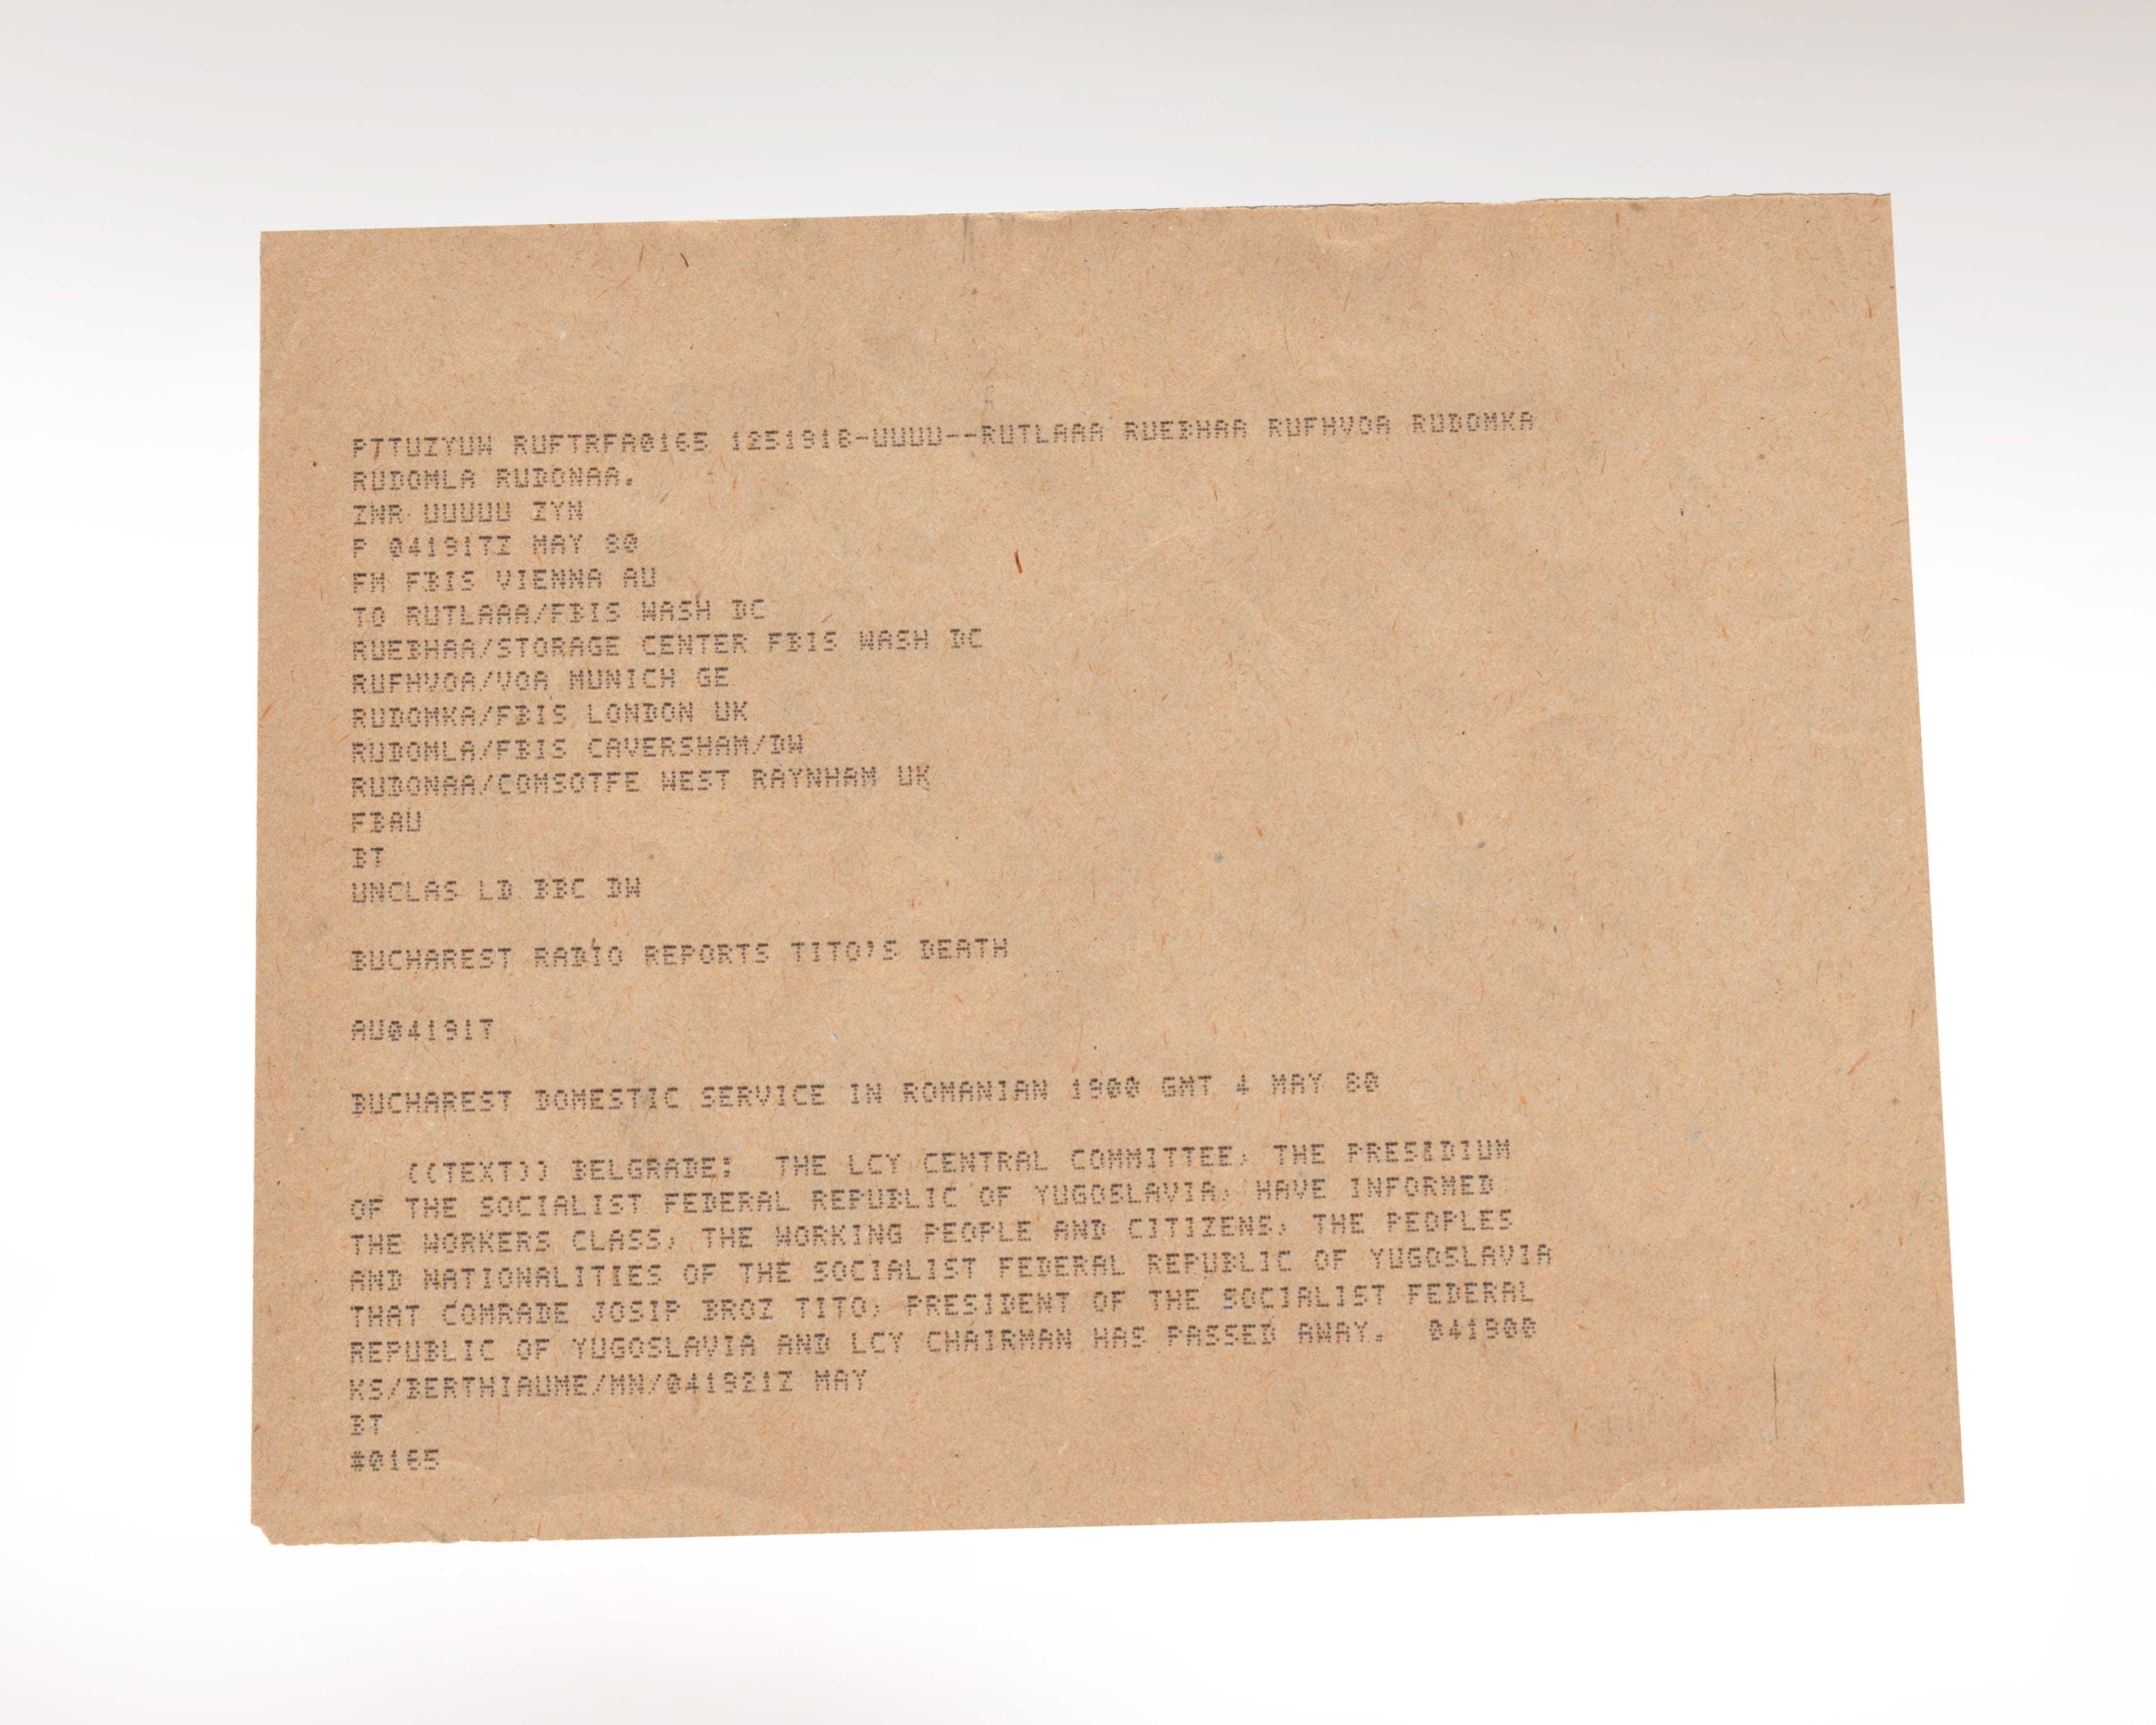 PTTUZYUW RUFTRFA0165 1251918-UUUU--RUTLAAA RUEBHAA RUFHVOA RUDOMKA
RUDOMLA RUDONAA.
ZNR UUUUU ZYN
P 041917Z MAY 80
FM FBIS VIENNA AU
TO RUTLAAA/FBIS WASH DC
RUEBHAA/STORAGE CENTER FBIS WASH DC
RUFHVOA/VOA MUNICH GE
RUDOMKA/FBIS LONDON UK
RUDOMLA/FBIS CAVERSHAM/DW
RUDONAA/COMSOTFE WEST RAYNHAM UK
FBAU
BT
UNCLAS LD BBC DW
BUCHAREST RADIO REPORTS TITO'S DEATH
AU041917
BUCHAREST DOMESTIC SERVICE IN ROMANIAN 1900 GMT 4 MAY 80
((TEXT)) BELGRADE: THE LCY CENTRAL COMMITTEE, THE PRESIDIUM
OF THE SOCIALIST FEDERAL REPUBLIC OF YUGOSLAVIA, HAVE INFORMED
THE WORKERS CLASS, THE WORKING PEOPLE AND CITIZENS, THE PEOPLES
AND NATIONALITIES OF THE SOCIALIST FEDERAL REPUBLIC OF YUGOSLAVIA
THAT COMRADE JOSIP BROZ TITO, PRESIDENT OF THE SOCIALIST FEDERAL
REPUBLIC OF YUGOSLAVIA AND LCY CHAIRMAN HAS PASSED AWAY. 041900
KS/BERTHIAUME/MN/041921Z MAY
BT
#0165